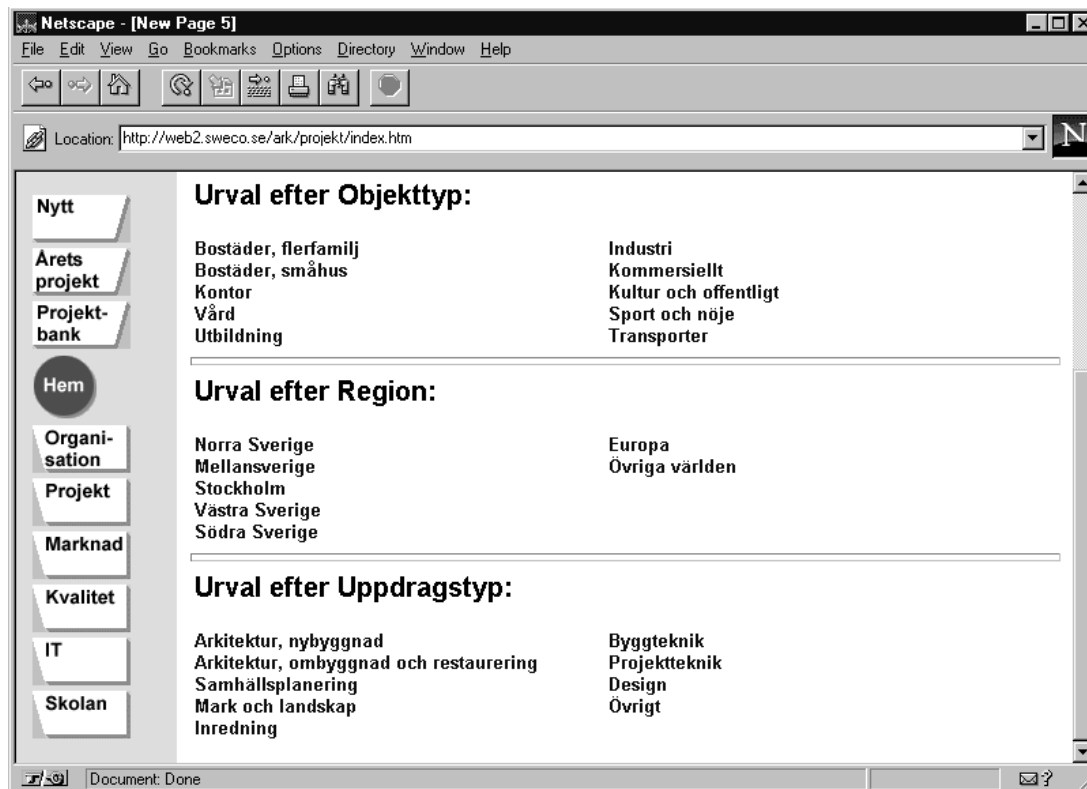 Netscape - [New Page 5]
File Edit View Go Bookmarks Options Directory Window Help
Location: http://web2.sweco.se/ark/projekt/index.htm
N
Nytt
Årets
projekt
Projekt-
bank
Hem
Organi-
sation
Projekt
Marknad
Kvalitet
IT
Skolan
Urval efter Objekttyp:
Bostäder, flerfamilj
Bostäder, småhus
Kontor
Vård
Utbildning
Industri
Kommersiellt
Kultur och offentligt
Sport och nöje
Transporter
Urval efter Region:
Norra Sverige
Mellansverige
Stockholm
Västra Sverige
Södra Sverige
Europa
Övriga världen
Urval efter Uppdragstyp:
Arkitektur, nybyggnad
Arkitektur, ombyggnad och restaurering
Samhällsplanering
Mark och landskap
Inredning
Byggteknik
Projektteknik
Design
Övrigt
Document: Done
?